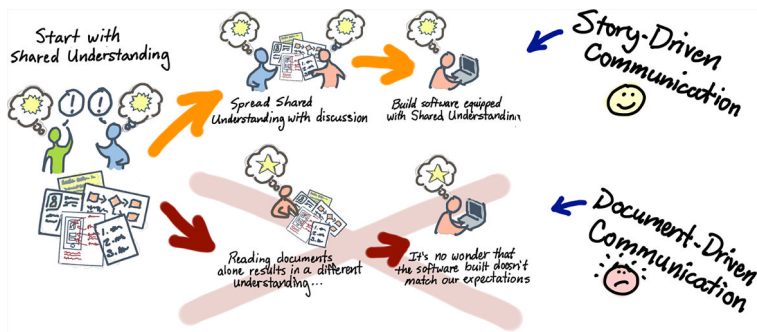 Start with
Shared Understanding
! !
Spread Shared
Understanding with discussion
Build software equipped
with Shared Understanding
Story-Driven
Communication
Reading documents
alone results in a different
understanding...
It's no wonder that
the software built doesn't
match our expectations
Document-Driven
Communication